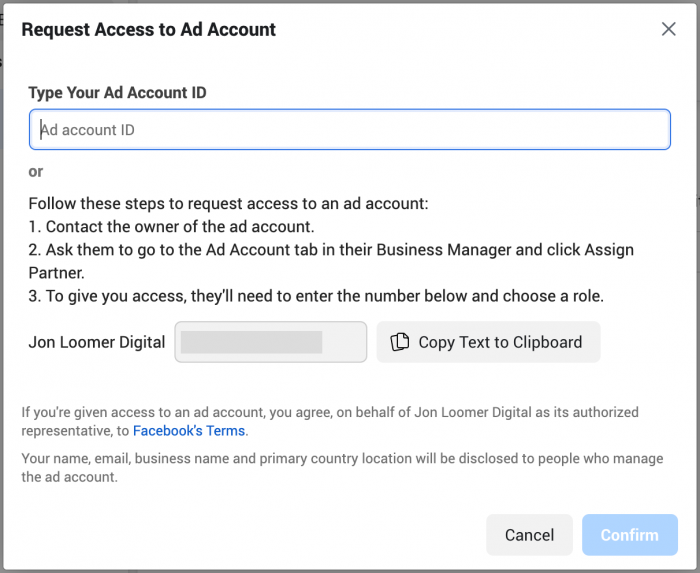 Request Access to Ad Account
Type Your Ad Account ID
Ad account ID
or
Follow these steps to request access to an ad account:
1. Contact the owner of the ad account.
2. Ask them to go to the Ad Account tab in their Business Manager and click Assign
Partner.
3. To give you access, they'll need to enter the number below and choose a role.
Jon Loomer Digital
Copy Text to Clipboard
If you're given access to an ad account, you agree, on behalf of Jon Loomer Digital as its authorized
representative, to Facebook's Terms.
Your name, email, business name and primary country location will be disclosed to people who manage
the ad account.
Cancel
Confirm